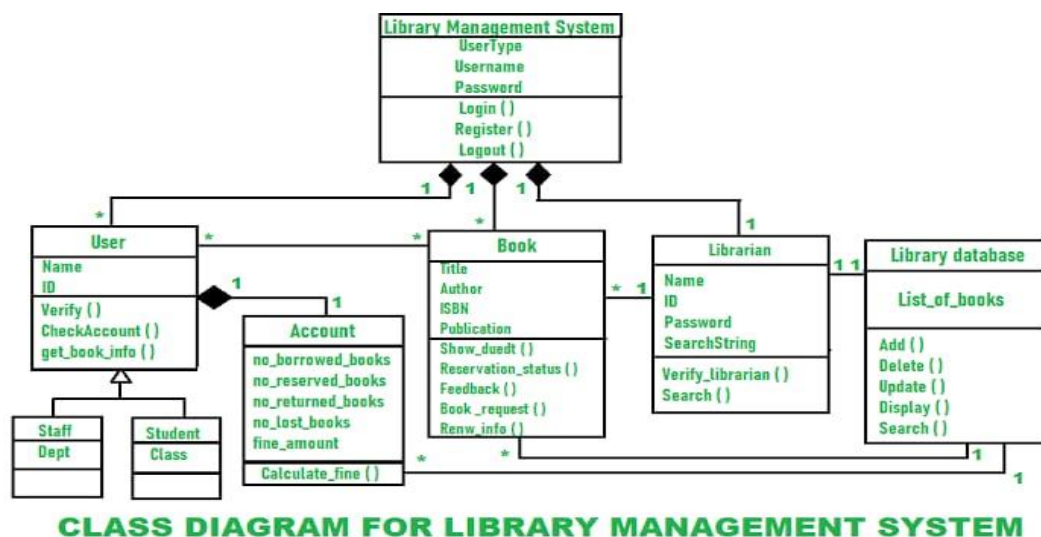 Library Management System
UserType
Username
Password
Login ( )
Register ( )
Logout ( )
1
1
1
*
*
1
User
Name
ID
Verify ( )
CheckAccount ( )
get_book_info ( )
*
*
Book
Title
Author
ISBN
Publication
Show_duedt ( )
Reservation_status ( )
Feedback ( )
Book _request ( )
Renw_info ( )
*
1
Librarian
Name
ID
Password
SearchString
Verify_librarian ( )
Search ( )
1
1
Library database
List_of_books
Add ( )
Delete ( )
Update ( )
Display ( )
Search ( )
1
1
Account
no_borrowed_books
no_reserved_books
no_returned_books
no_lost_books
fine_amount
Calculate_fine ( )
Staff
Dept
Student
Class
*
1
*
1
CLASS DIAGRAM FOR LIBRARY MANAGEMENT SYSTEM